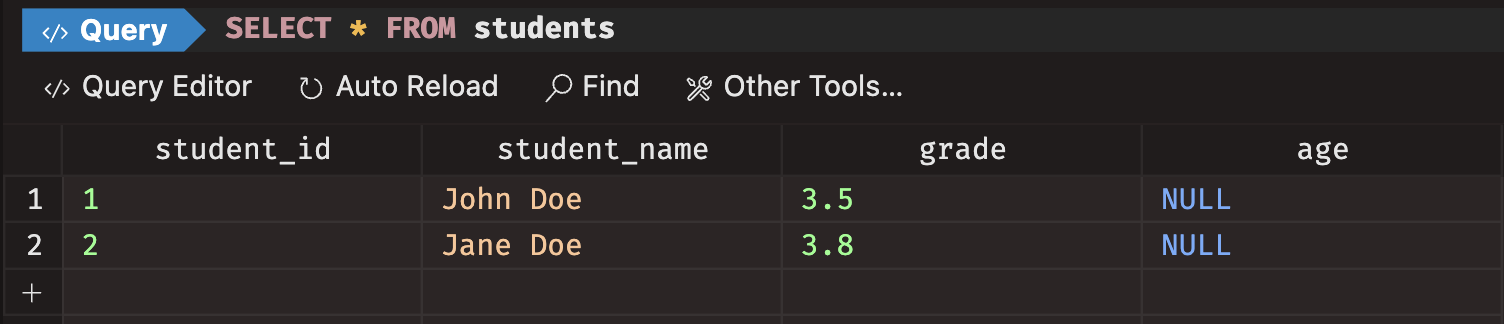 </> Query SELECT * FROM students
</> Query Editor Auto Reload Find Other Tools...
student_id student_name grade age
1 1 John Doe 3.5 NULL
2 2 Jane Doe 3.8 NULL
+